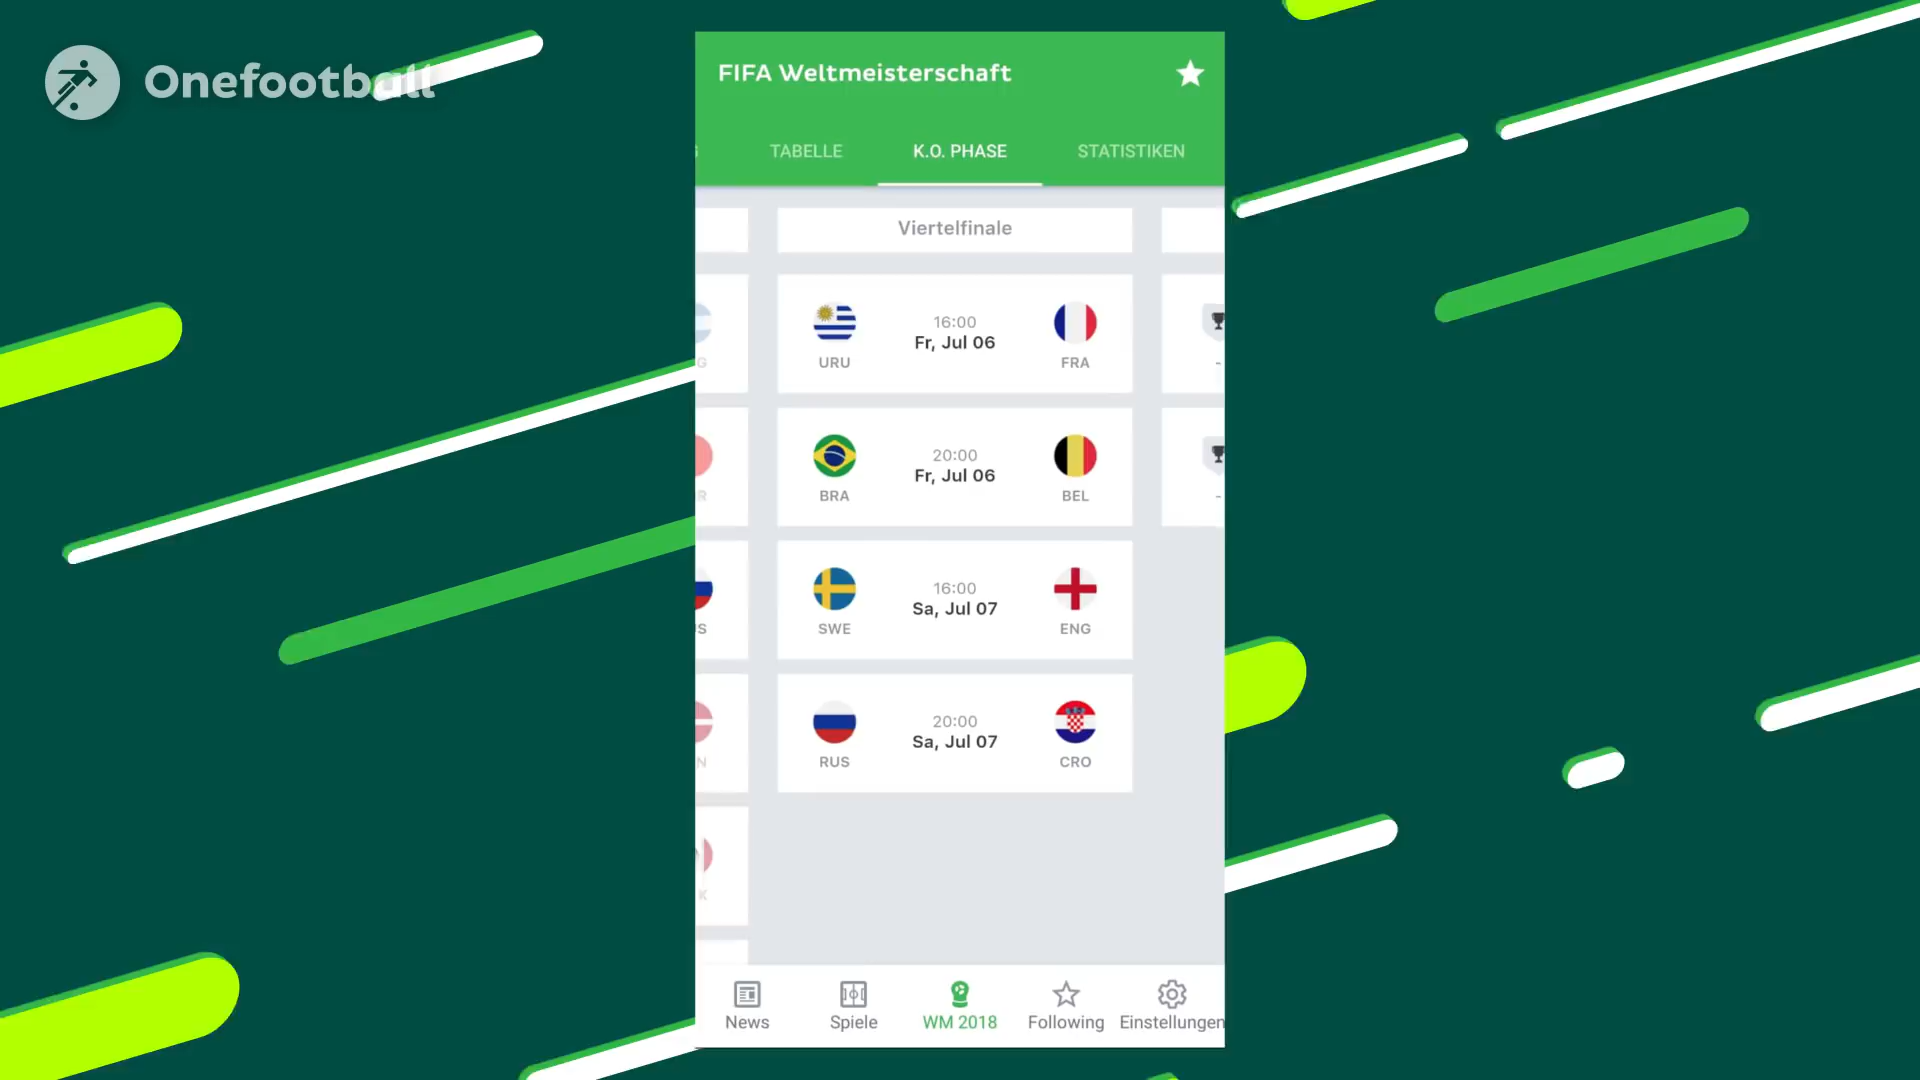 Onefootball
FIFA Weltmeisterschaft
TABELLE
K.O. PHASE
STATISTIKEN
Viertelfinale
URU
16:00
Fr, Jul 06
FRA
BRA
20:00
Fr, Jul 06
BEL
SWE
16:00
Sa, Jul 07
ENG
RUS
20:00
Sa, Jul 07
CRO
News
Spiele
WM 2018
Following
Einstellungen